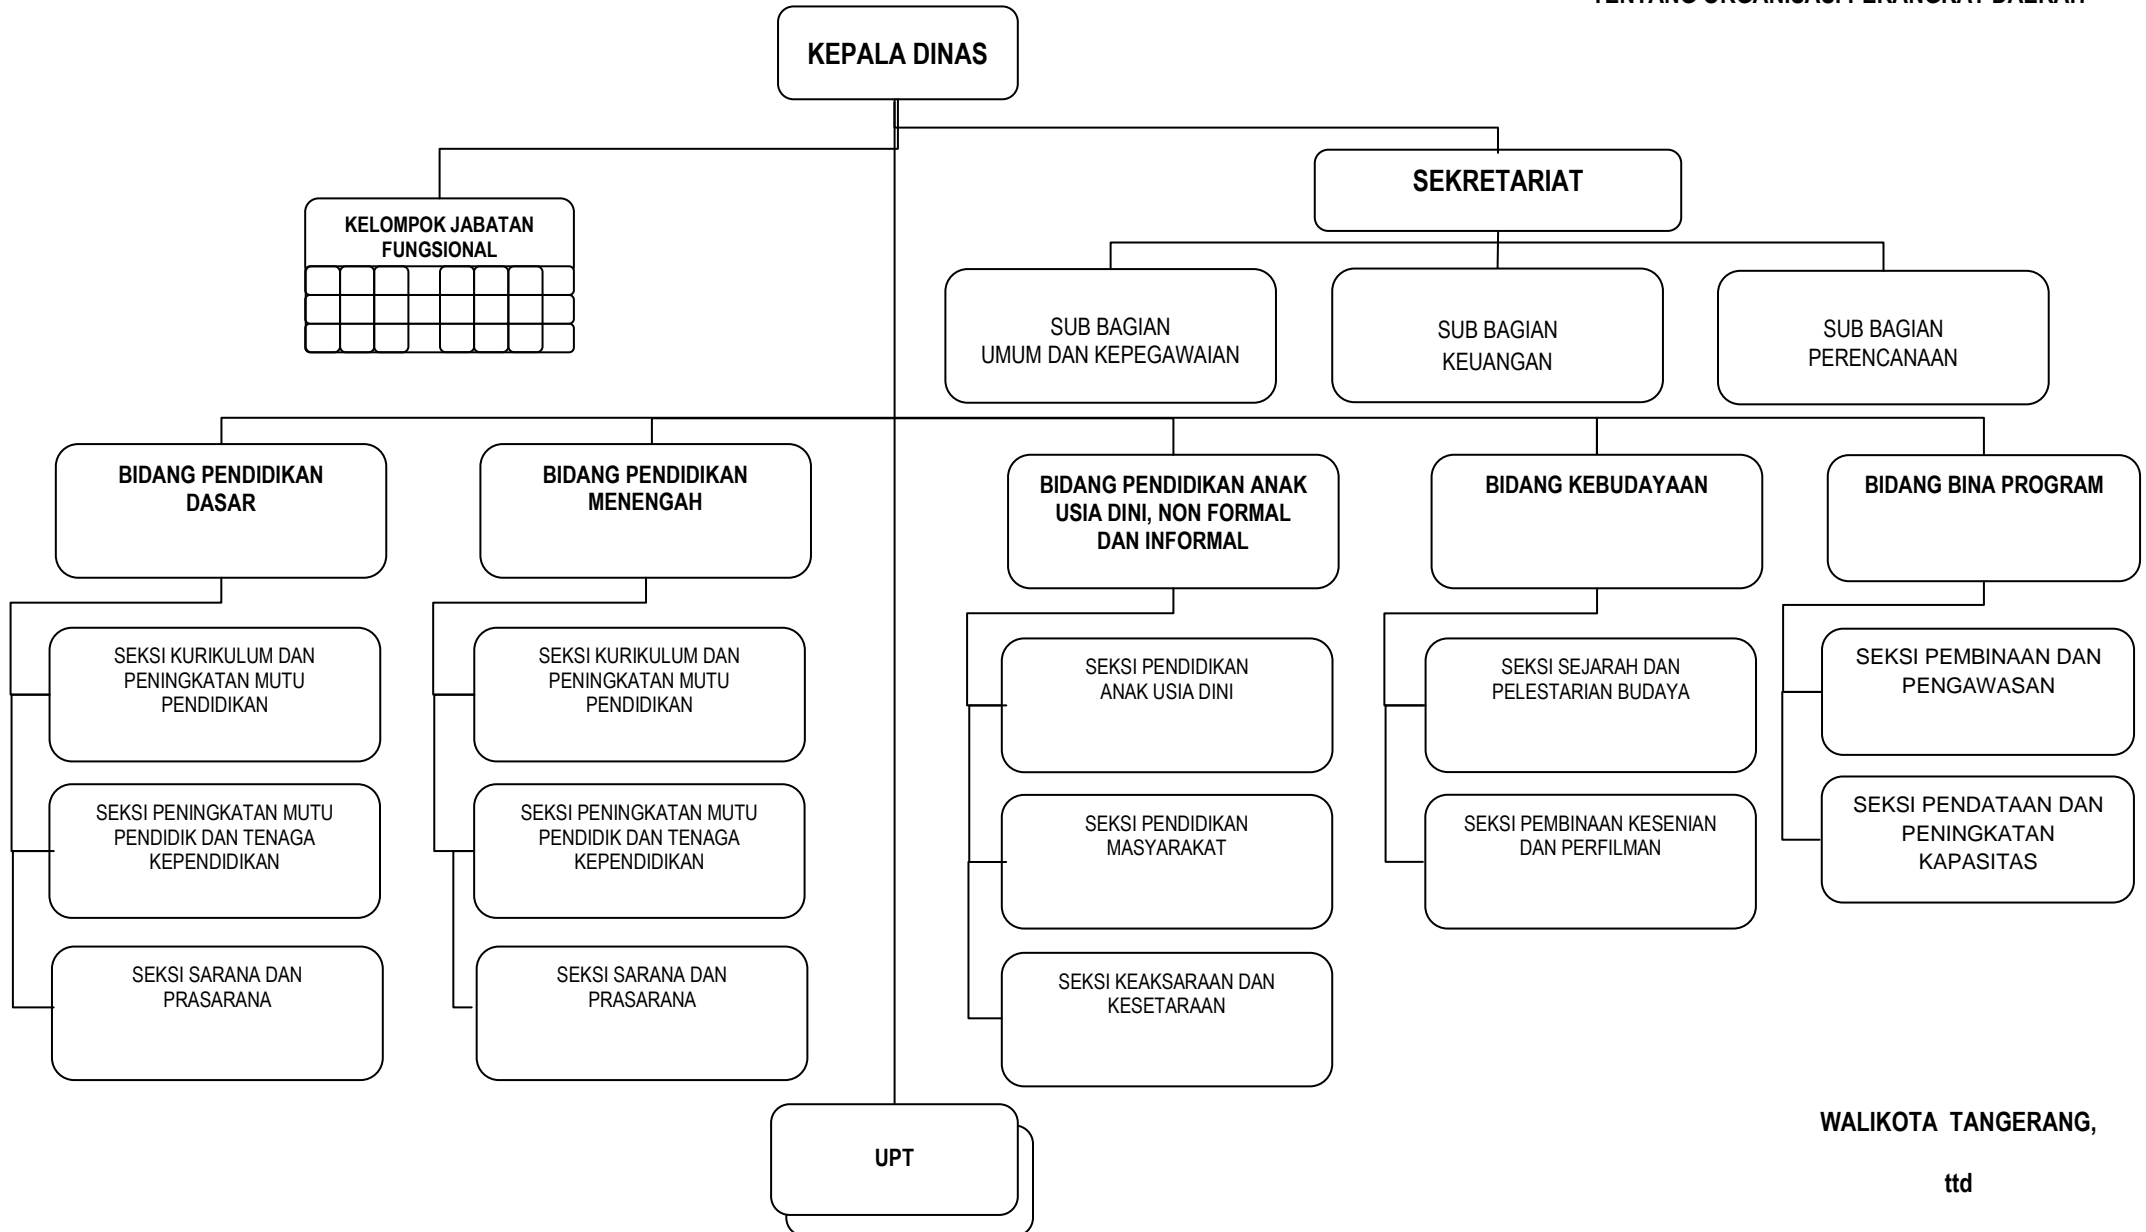 TENTANG ORGANISASI PERANGKAT DAERAH
KEPALA DINAS
SEKRETARIAT
KELOMPOK JABATAN
FUNGSIONAL
SUB BAGIAN
UMUM DAN KEPEGAWAIAN
SUB BAGIAN
KEUANGAN
SUB BAGIAN
PERENCANAAN
BIDANG PENDIDIKAN
DASAR
BIDANG PENDIDIKAN
MENENGAH
BIDANG PENDIDIKAN ANAK
USIA DINI, NON FORMAL
DAN INFORMAL
BIDANG KEBUDAYAAN
BIDANG BINA PROGRAM
SEKSI KURIKULUM DAN
PENINGKATAN MUTU
PENDIDIKAN
SEKSI KURIKULUM DAN
PENINGKATAN MUTU
PENDIDIKAN
SEKSI PENDIDIKAN
ANAK USIA DINI
SEKSI SEJARAH DAN
PELESTARIAN BUDAYA
SEKSI PEMBINAAN DAN
PENGAWASAN
SEKSI PENINGKATAN MUTU
PENDIDIK DAN TENAGA
KEPENDIDIKAN
SEKSI PENINGKATAN MUTU
PENDIDIK DAN TENAGA
KEPENDIDIKAN
SEKSI PENDIDIKAN
MASYARAKAT
SEKSI PEMBINAAN KESENIAN
DAN PERFILMAN
SEKSI PENDATAAN DAN
PENINGKATAN
KAPASITAS
SEKSI SARANA DAN
PRASARANA
SEKSI SARANA DAN
PRASARANA
SEKSI KEAKSARAAN DAN
KESETARAAN
UPT
WALIKOTA TANGERANG,
ttd